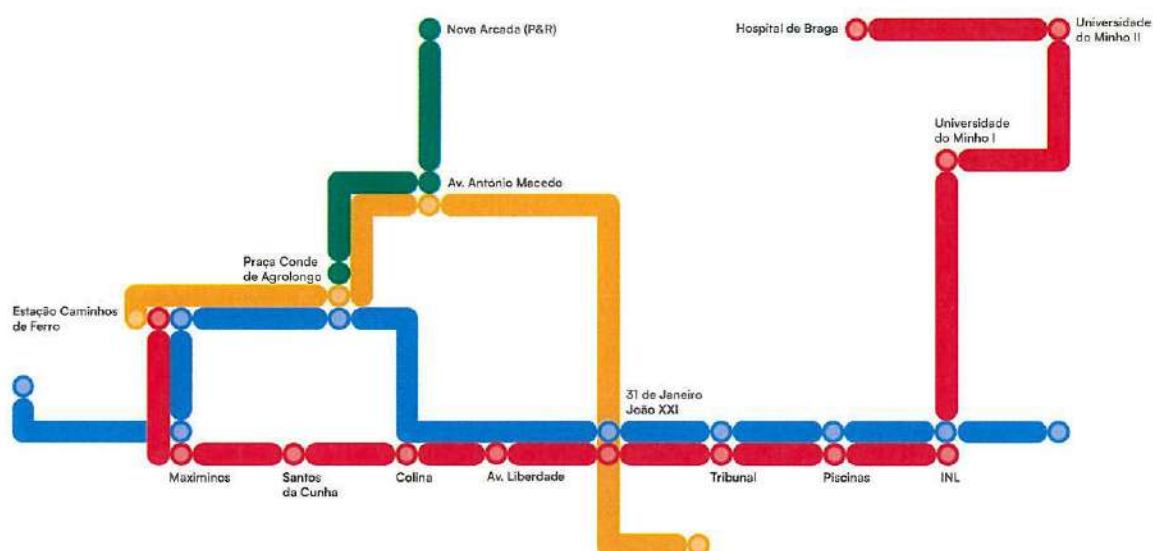 Nova Arcada (P&R)
Hospital de Braga
Universidade
do Minho II
Universidade
do Minho I
Av. António Macedo
Praça Conde
de Agrolongo
Estação Caminhos
de Ferro
31 de Janeiro
João XXI
Maximinos
Santos
da Cunha
Colina
Av. Liberdade
Tribunal
Piscinas
INL